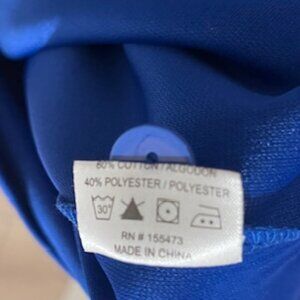 60% COTTON / ALGODON
40% POLYESTER / POLYESTER
30°
RN # 155473
MADE IN CHINA